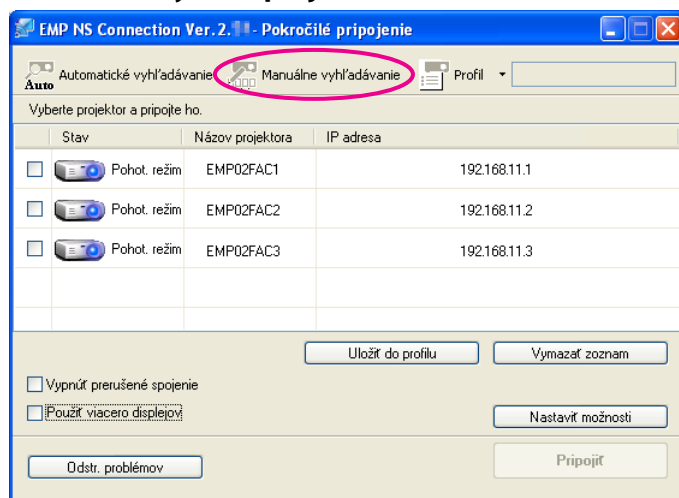 EMP NS Connection Ver. 2. - Pokročilé pripojenie
Auto Automatické vyhľadávanie Manuálne vyhľadávanie Profil
Vyberte projektor a pripojte ho.
Stav Názov projektora IP adresa
Pohot. režim EMP02FAC1 192.168.11.1
Pohot. režim EMP02FAC2 192.168.11.2
Pohot. režim EMP02FAC3 192.168.11.3
Uložiť do profilu Vymazať zoznam
Vypnúť prerušené spojenie
Použiť viacero displejov
Nastaviť možnosti
Odstr. problémov Pripojiť